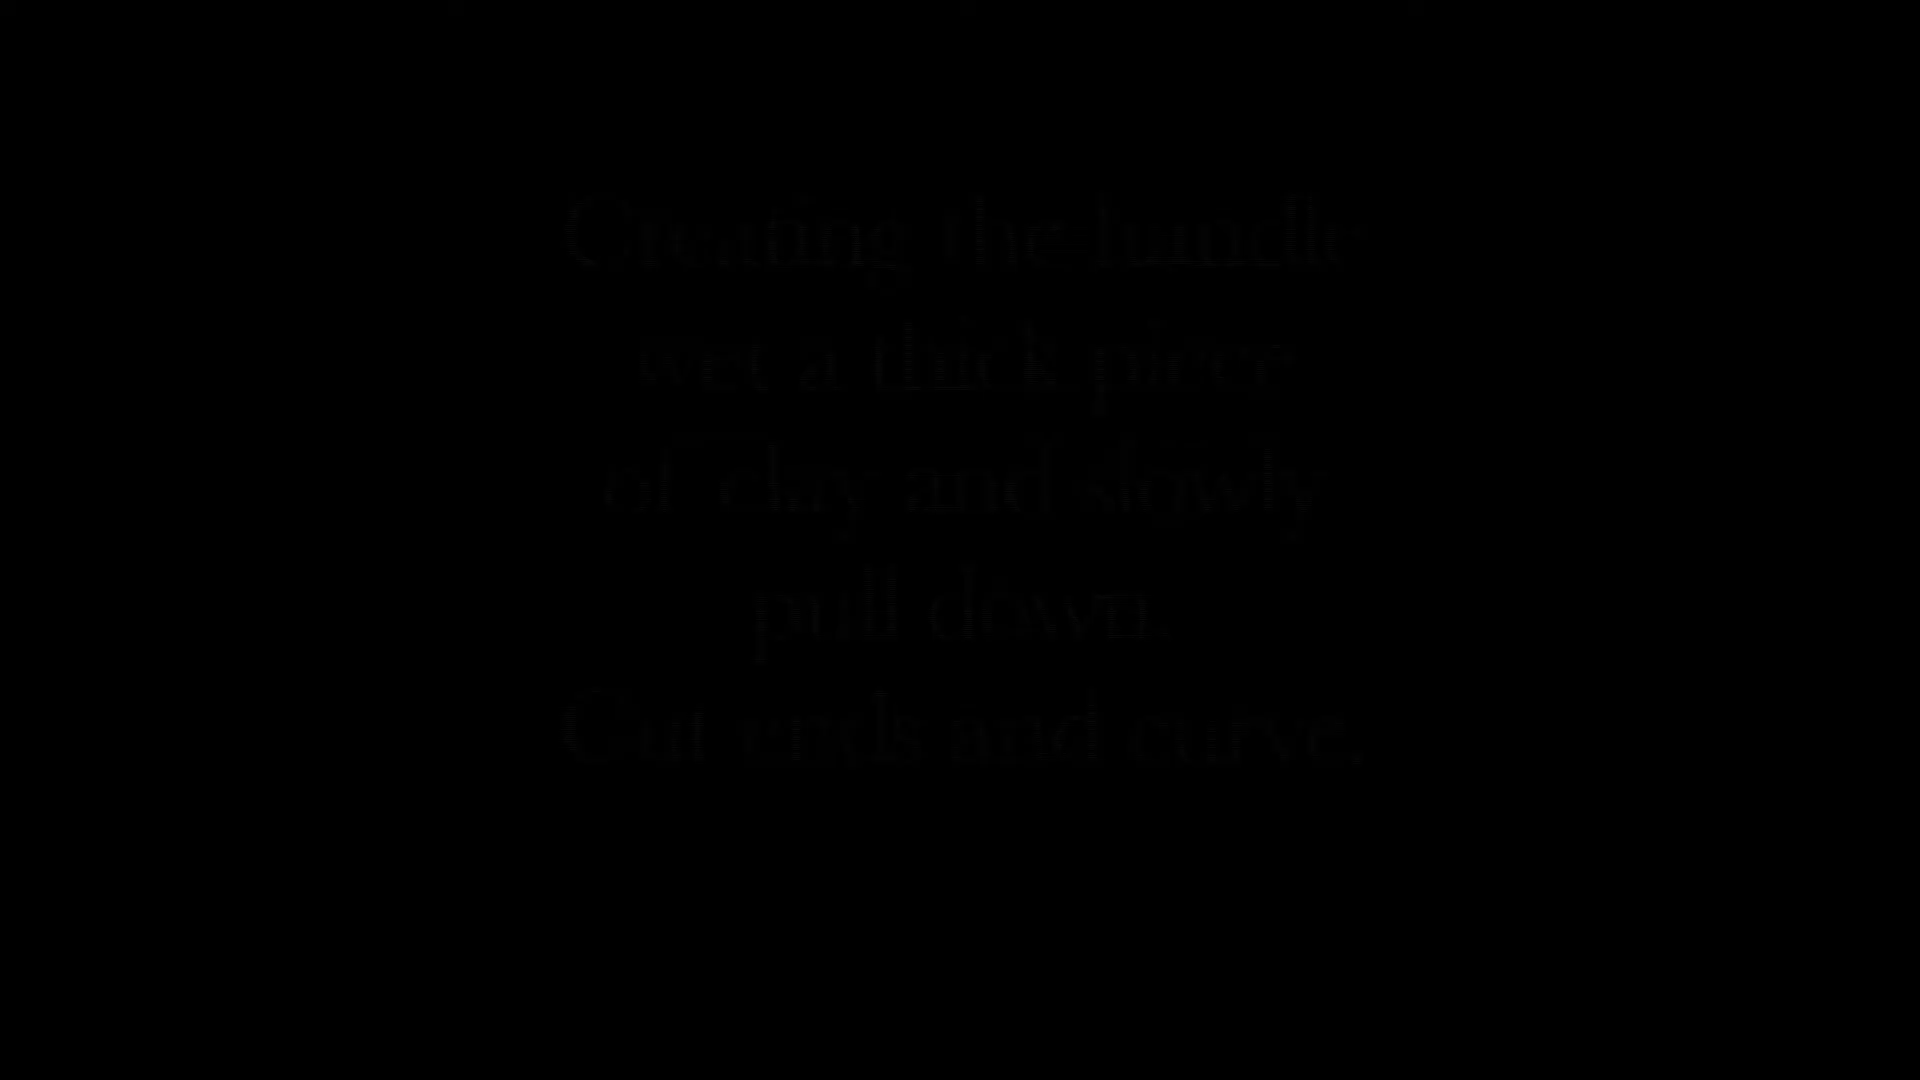 Creating the handle
wet a thick piece
of clay and slowly
pull down.
Cut ends and curve.